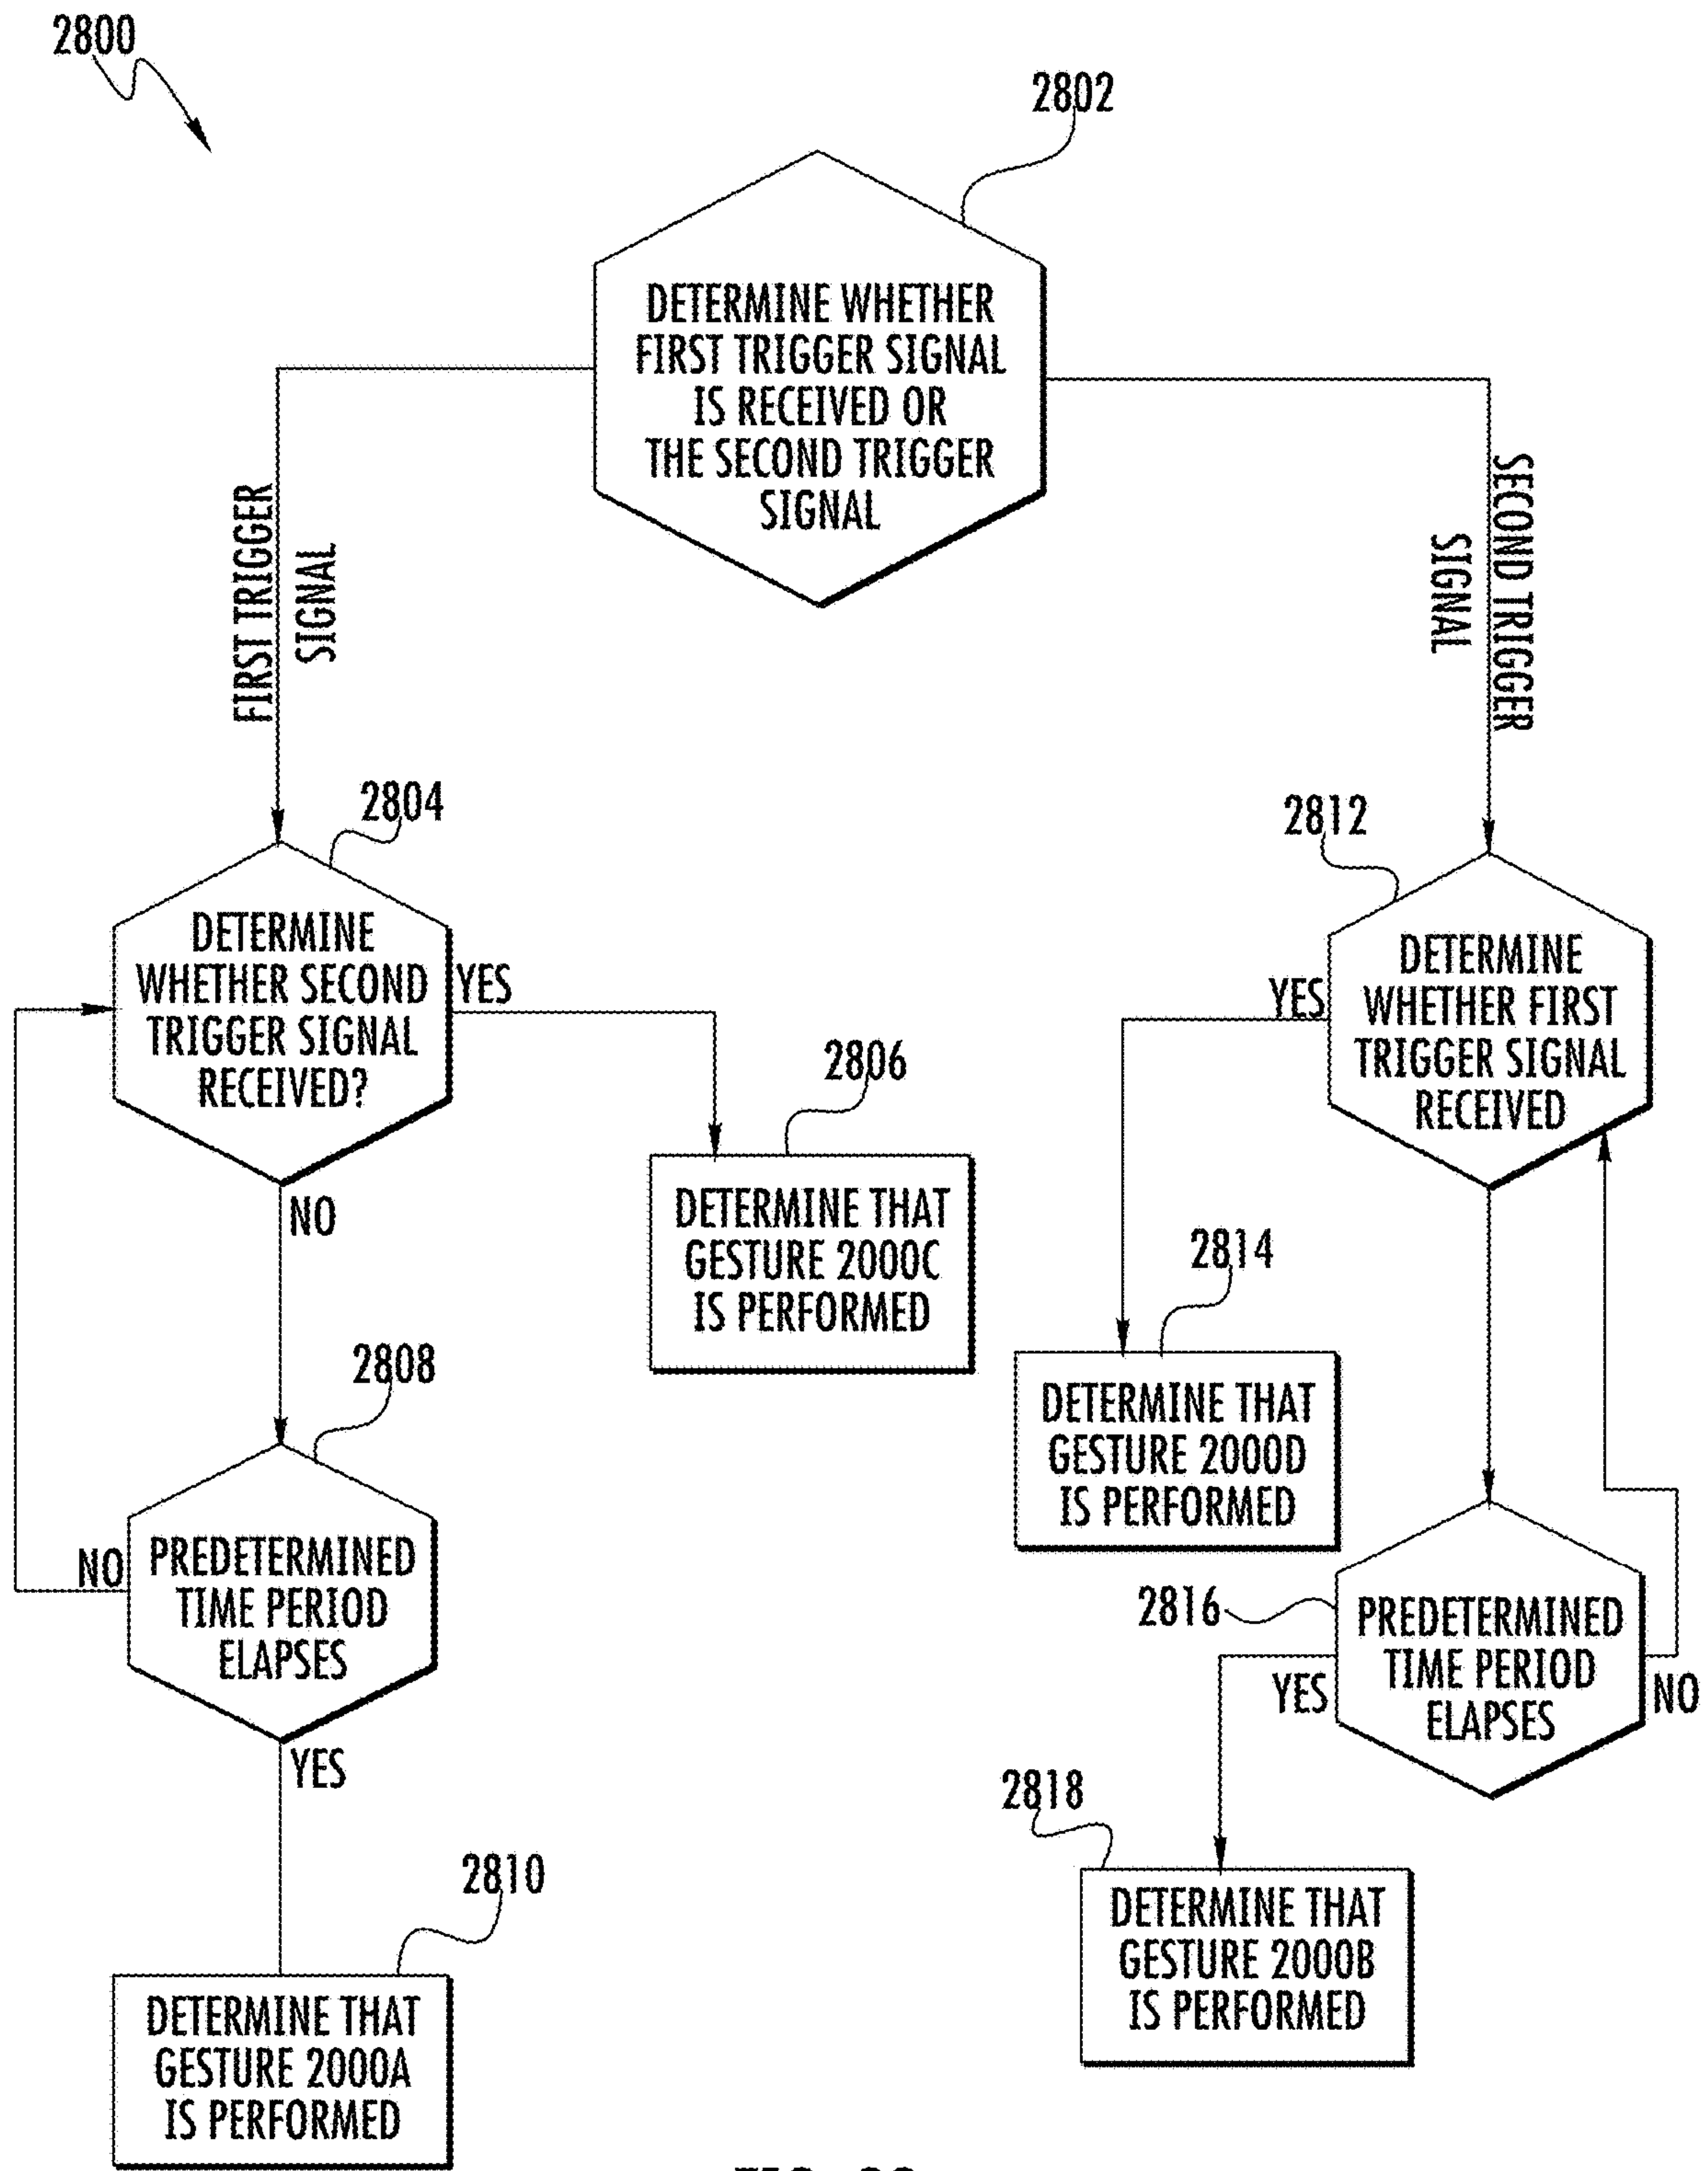 2800
2802
DETERMINE WHETHER
FIRST TRIGGER SIGNAL
IS RECEIVED OR
THE SECOND TRIGGER
SIGNAL
FIRST TRIGGER
SIGNAL
SECOND TRIGGER
SIGNAL
2804
DETERMINE
WHETHER SECOND
TRIGGER SIGNAL
RECEIVED?
YES
NO
2806
DETERMINE THAT
GESTURE 2000C
IS PERFORMED
2808
PREDETERMINED
TIME PERIOD
ELAPSES
NO
YES
2810
DETERMINE THAT
GESTURE 2000A
IS PERFORMED
2812
DETERMINE
WHETHER FIRST
TRIGGER SIGNAL
RECEIVED
YES
2814
DETERMINE THAT
GESTURE 2000D
IS PERFORMED
2816
PREDETERMINED
TIME PERIOD
ELAPSES
YES
NO
2818
DETERMINE THAT
GESTURE 2000B
IS PERFORMED